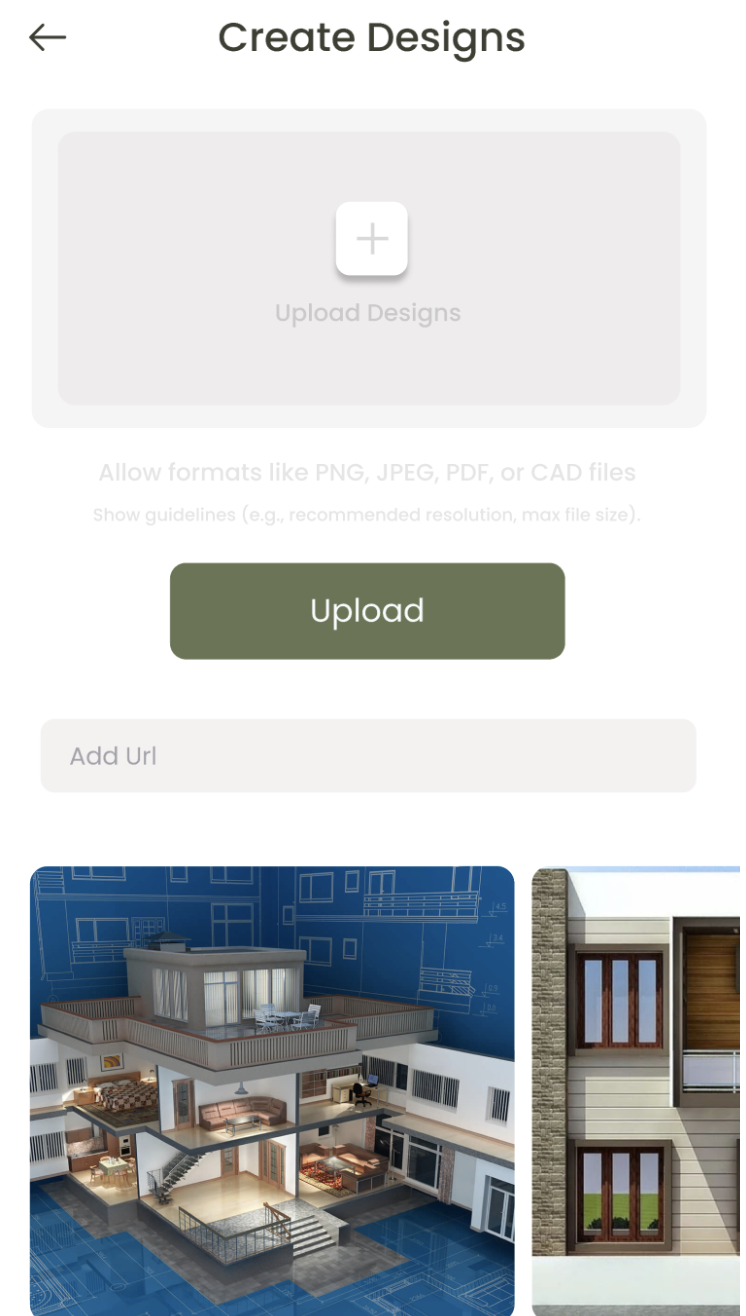 Create Designs
Upload Designs
Allow formats like PNG, JPEG, PDF, or CAD files
Show guidelines (e.g., recommended resolution, max file size).
Upload
Add Url